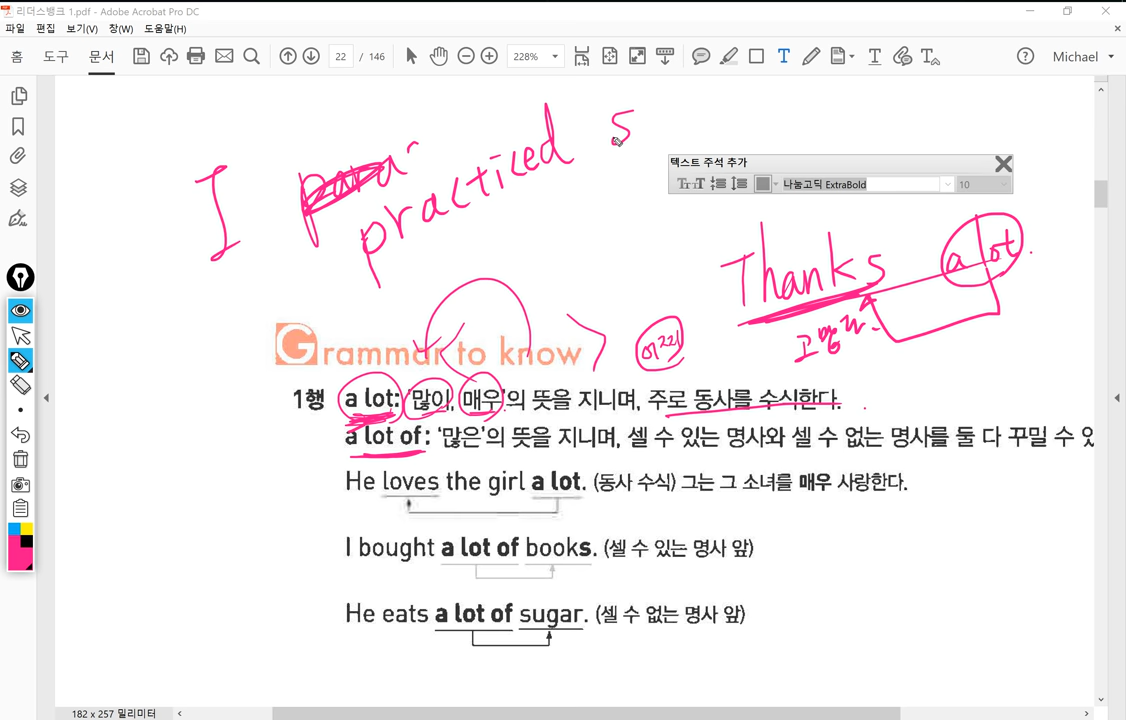 리더스뱅크 1.pdf - Adobe Acrobat Pro DC
파일 편집 보기(V) 창(W) 도움말(H)
홈 도구 문서 22 / 146 228% Michael
I practiced s
텍스트 주석 추가
나눔고딕 ExtraBold 10
Thanks a lot.
Grammar to know
1행 a lot: '많이, 매우'의 뜻을 지니며, 주로 동사를 수식한다.
a lot of: '많은'의 뜻을 지니며, 셀 수 있는 명사와 셀 수 없는 명사를 둘 다 꾸밀 수 있
He loves the girl a lot. (동사 수식) 그는 그 소녀를 매우 사랑한다.
I bought a lot of books. (셀 수 있는 명사 앞)
He eats a lot of sugar. (셀 수 없는 명사 앞)
182 x 257 밀리미터